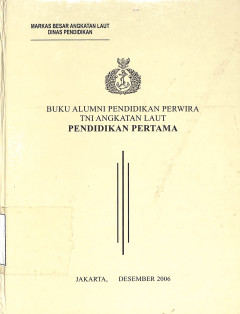 MARKAS BESAR ANGKATAN LAUT
DINAS PENDIDIKAN
BUKU ALUMNI PENDIDIKAN PERWIRA
TNI ANGKATAN LAUT
PENDIDIKAN PERTAMA
JAKARTA, DESEMBER 2006